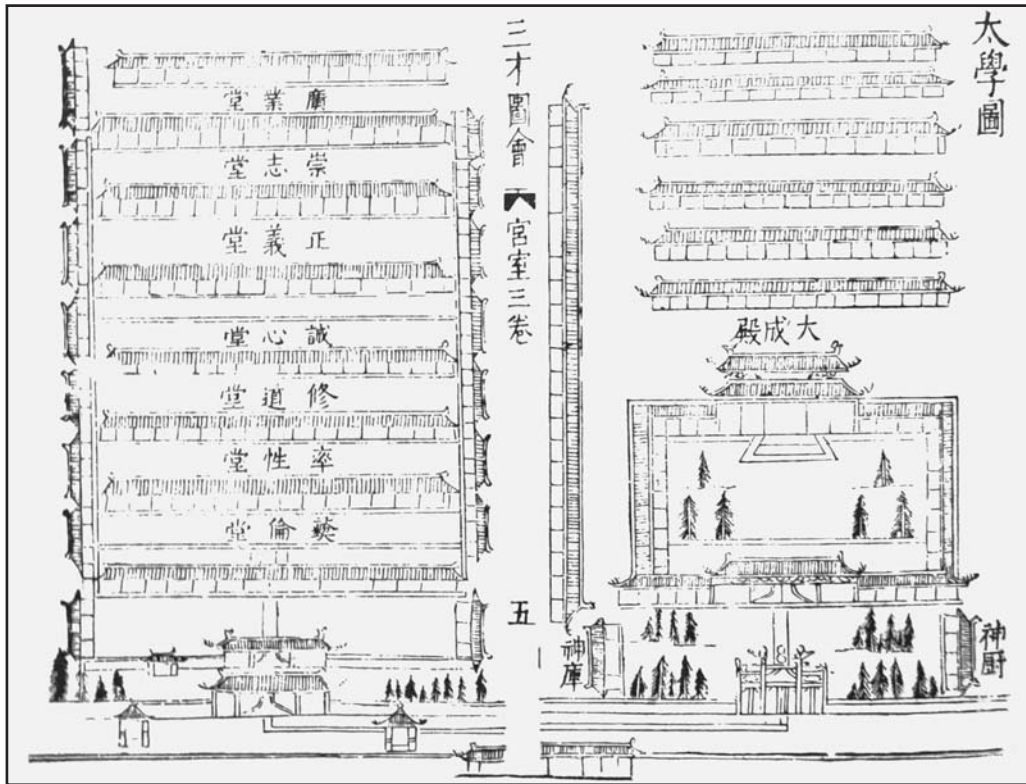 太學圖
大成殿
神廚
神庫
三才圖會
宮室三卷
五
廣業堂
崇志堂
正義堂
誠心堂
修道堂
率性堂
彝倫堂